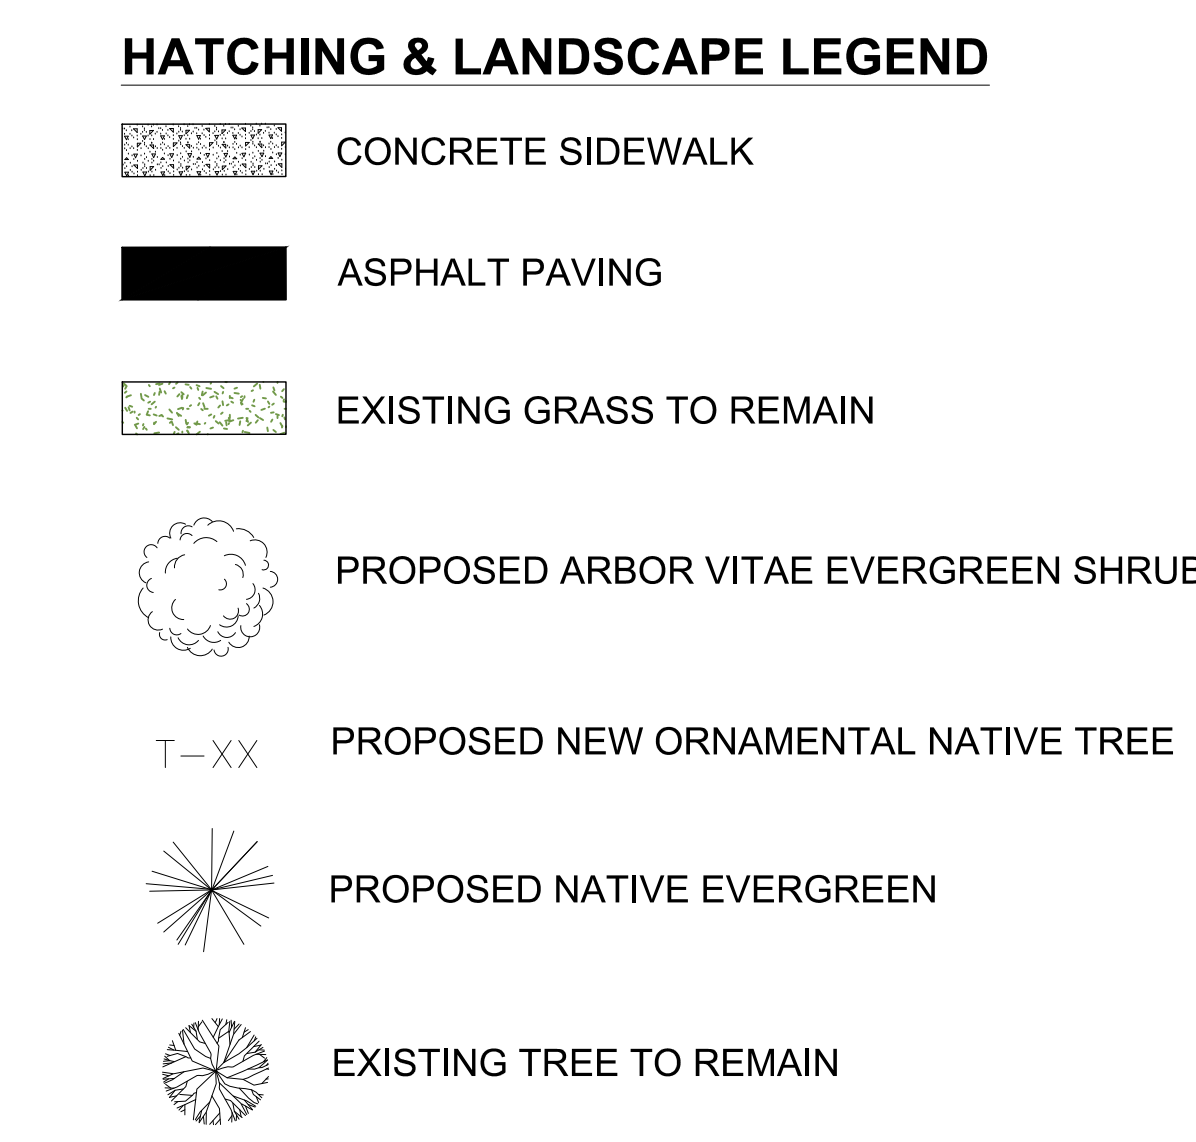 HATCHING & LANDSCAPE LEGEND
CONCRETE SIDEWALK
ASPHALT PAVING
EXISTING GRASS TO REMAIN
PROPOSED ARBOR VITAE EVERGREEN SHRUB
T-XX PROPOSED NEW ORNAMENTAL NATIVE TREE
PROPOSED NATIVE EVERGREEN
EXISTING TREE TO REMAIN